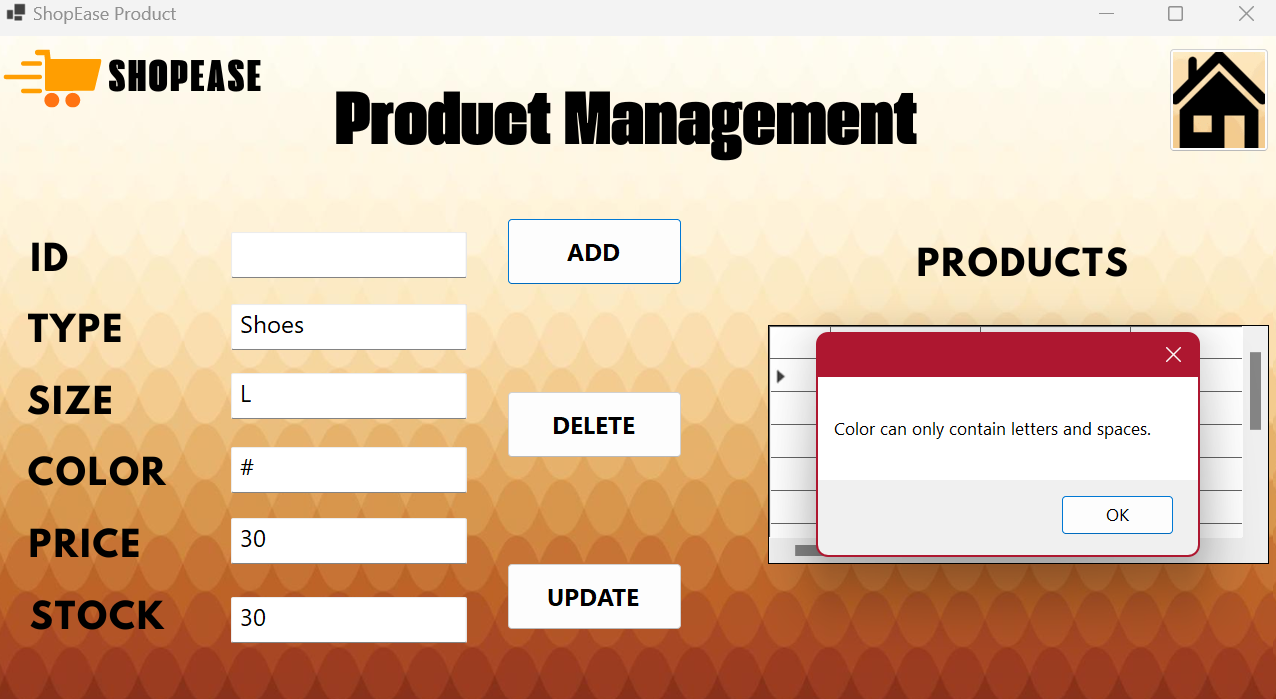 ShopEase Product
SHOPEASE
Product Management
ID
ADD
PRODUCTS
TYPE
Shoes
SIZE
L
DELETE
Color can only contain letters and spaces.
COLOR
#
OK
PRICE
30
UPDATE
STOCK
30